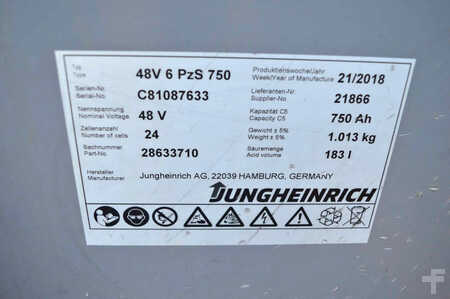 Typ
Type
48V 6 PzS 750
Produktionswoche/Jahr
Week/Year of Manufacture
21/2018
Serien-Nr.
Serial-No.
C81087633
Lieferanten-Nr.
Supplier-No
21866
Nennspannung
Nominal Voltage
48 V
Kapazität C5
Capacity C5
750 Ah
Zellenanzahl
Number of cells
24
Gewicht ± 5%
Weight ± 5%
1.013 kg
Sachnummer
Part-No.
28633710
Säuremenge
Acid volume
183 l
Hersteller
Manufacturer
Jungheinrich AG, 22039 HAMBURG, GERMANY
JUNGHEINRICH